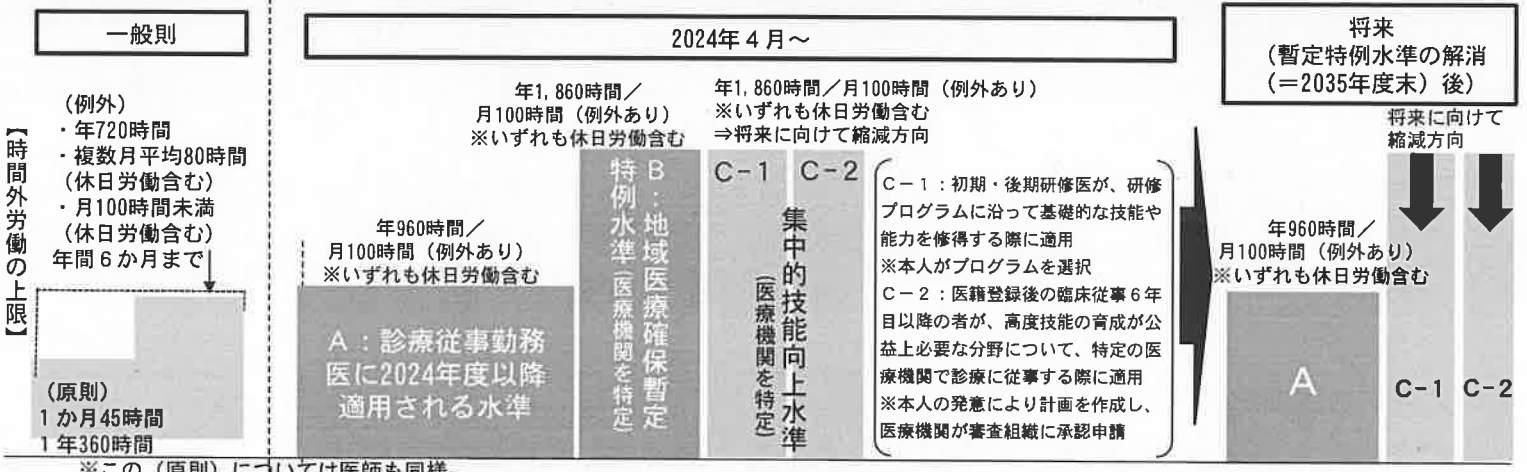 一般則
2024年4月～
将来
(暫定特例水準の解消
(＝2035年度末）後）
【時間外労働の上限】
（例外）
・年720時間
・複数月平均80時間
（休日労働含む）
・月100時間未満
（休日労働含む）
年間6か月まで
（原則）
1か月45時間
1年360時間
※この（原則）については医師も同様。
年960時間／
月100時間（例外あり）
※いずれも休日労働含む
A：診療従事勤務
医に2024年度以降
適用される水準
年1,860時間／
月100時間（例外あり）
※いずれも休日労働含む
B：地域医療確保暫定
特例水準（医療機関を特定）
年1,860時間／月100時間（例外あり）
※いずれも休日労働含む
⇒将来に向けて縮減方向
C-1
C-2
集中的技能向上水準
（医療機関を特定）
C－1：初期・後期研修医が、研修
プログラムに沿って基礎的な技能や
能力を修得する際に適用
※本人がプログラムを選択
C－2：医籍登録後の臨床従事6年
目以降の者が、高度技能の育成が公
益上必要な分野について、特定の医
療機関で診療に従事する際に適用
※本人の発意により計画を作成し、
医療機関が審査組織に承認申請
年960時間／
月100時間（例外あり）
※いずれも休日労働含む
A
将来に向けて
縮減方向
C-1
C-2